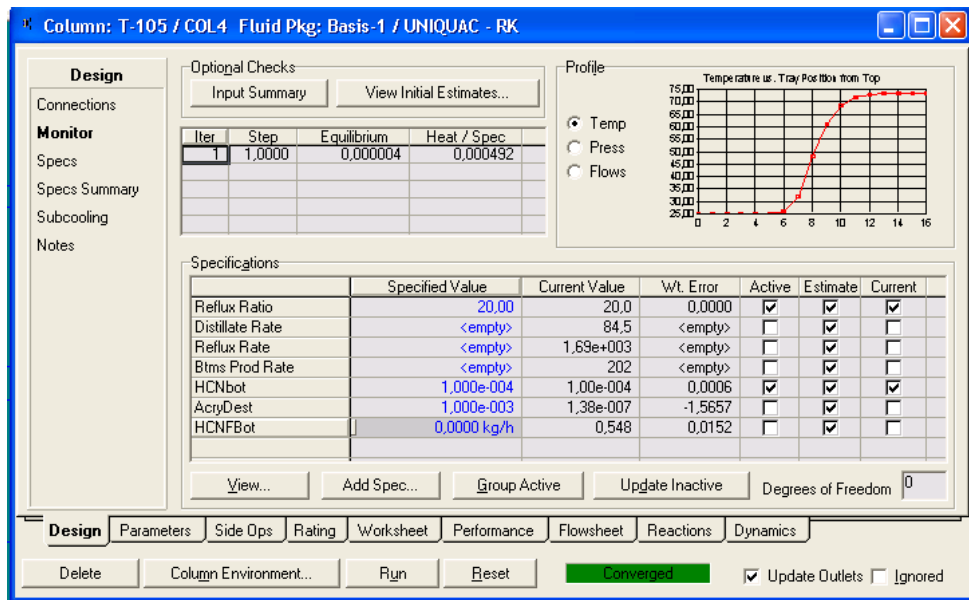 Column: T-105 / COL4 Fluid Pkg: Basis-1 / UNIQUAC - RK
Design
Connections
Monitor
Specs
Specs Summary
Subcooling
Notes
Optional Checks
Input Summary
View Initial Estimates...
Iter Step Equilibrium Heat / Spec
1 1,0000 0,000004 0,000492
Profile
Temp
Press
Flows
Temperature vs. Tray Position from Top
75,00
70,00
65,00
60,00
55,00
50,00
45,00
40,00
35,00
30,00
25,00
0 2 4 6 8 10 12 14 16
Specifications
Specified Value Current Value Wt. Error Active Estimate Current
Reflux Ratio 20,00 20,0 0,0000
Distillate Rate <empty> 84,5 <empty>
Reflux Rate <empty> 1,69e+003 <empty>
Btms Prod Rate <empty> 202 <empty>
HCNbot 1,000e-004 1,00e-004 0,0006
AcryDest 1,000e-003 1,38e-007 -1,5657
HCNFBot 0,0000 kg/h 0,548 0,0152
View... Add Spec... Group Active Update Inactive Degrees of Freedom 0
Design Parameters Side Ops Rating Worksheet Performance Flowsheet Reactions Dynamics
Delete Column Environment... Run Reset Converged Update Outlets Ignored